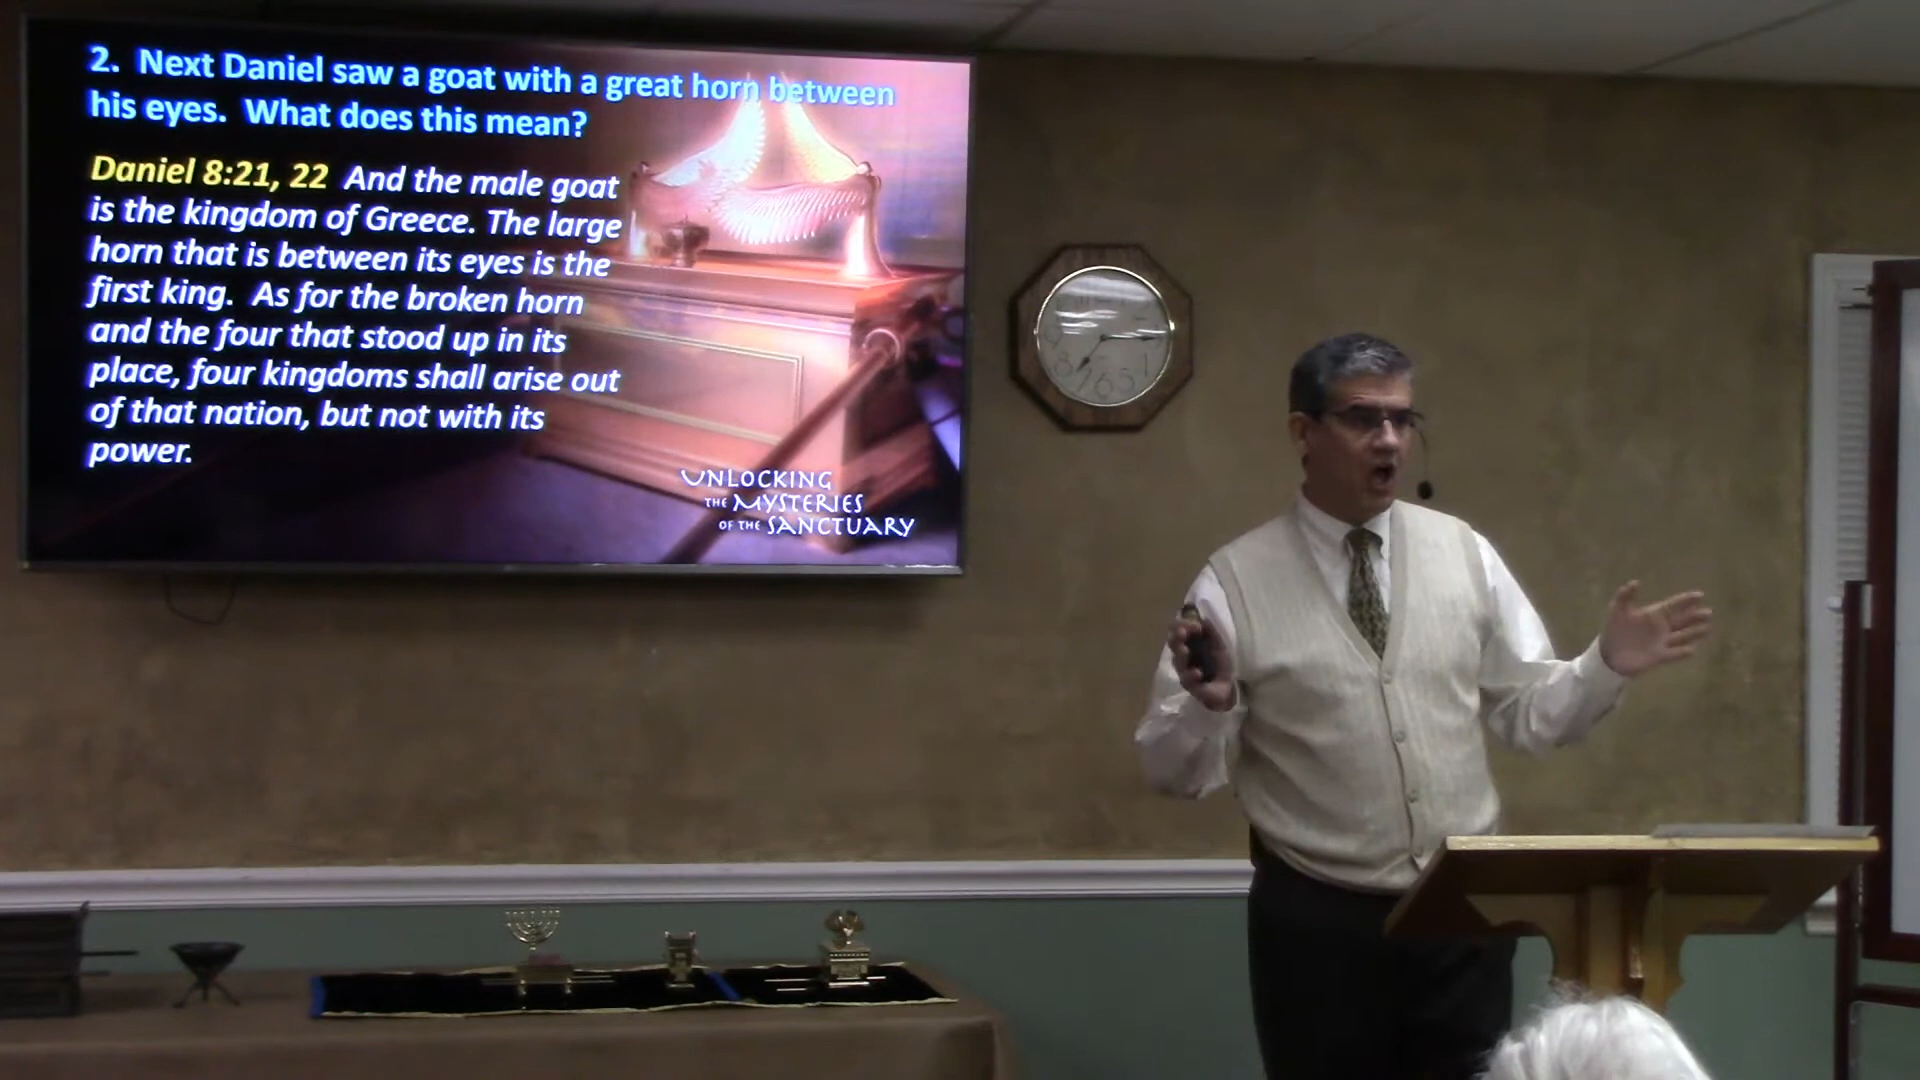 2. Next Daniel saw a goat with a great horn between
his eyes. What does this mean?
Daniel 8:21, 22 And the male goat
is the kingdom of Greece. The large
horn that is between its eyes is the
first king. As for the broken horn
and the four that stood up in its
place, four kingdoms shall arise out
of that nation, but not with its
power.
UNLOCKING
THE MYSTERIES
OF THE SANCTUARY